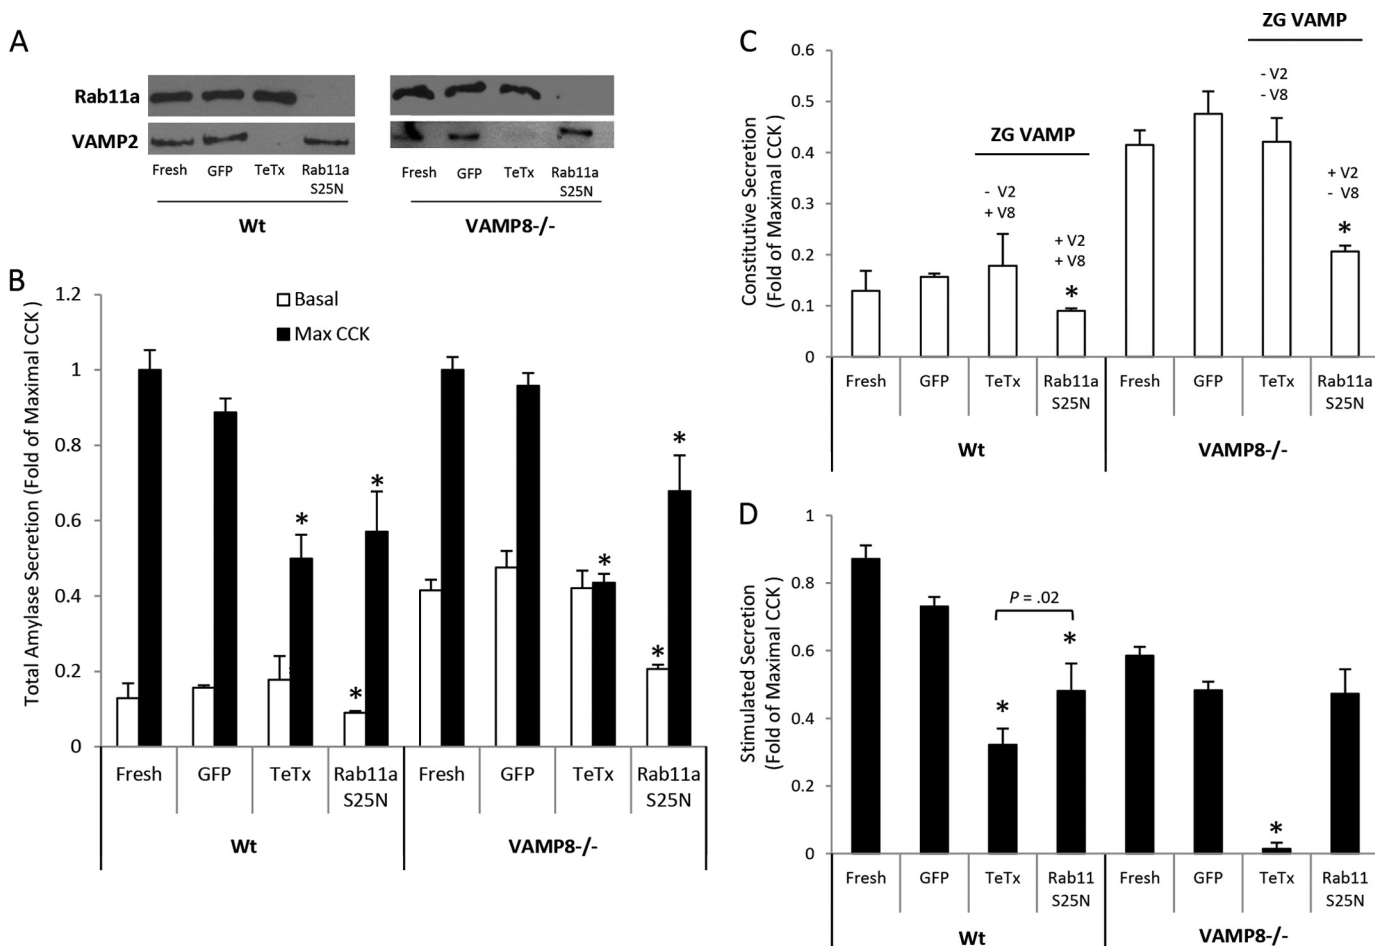 A
Rab11a
VAMP2
Fresh GFP TeTx Rab11a
S25N
Wt
Fresh GFP TeTx Rab11a
S25N
VAMP8-/-
B
Total Amylase Secretion (Fold of Maximal CCK )
1.2
1
0.8
0.6
0.4
0.2
0
Basal
Max CCK
*
*
*
*
*
*
Fresh GFP TeTx Rab11a
S25N
Fresh GFP TeTx Rab11a
S25N
Wt VAMP8-/-
C
Constitutive Secretion
(Fold of Maximal CCK )
0.6
0.5
0.4
0.3
0.2
0.1
0
ZG VAMP
- V2
+ V8
+ V2
+ V8
*
ZG VAMP
- V2
- V8
+ V2
- V8
*
Fresh GFP TeTx Rab11a
S25N
Fresh GFP TeTx Rab11a
S25N
Wt VAMP8-/-
D
Stimulated Secretion
(Fold of Maximal CCK )
1
0.8
0.6
0.4
0.2
0
P = .02
*
*
*
Fresh GFP TeTx Rab11
S25N
Fresh GFP TeTx Rab11
S25N
Wt VAMP8-/-